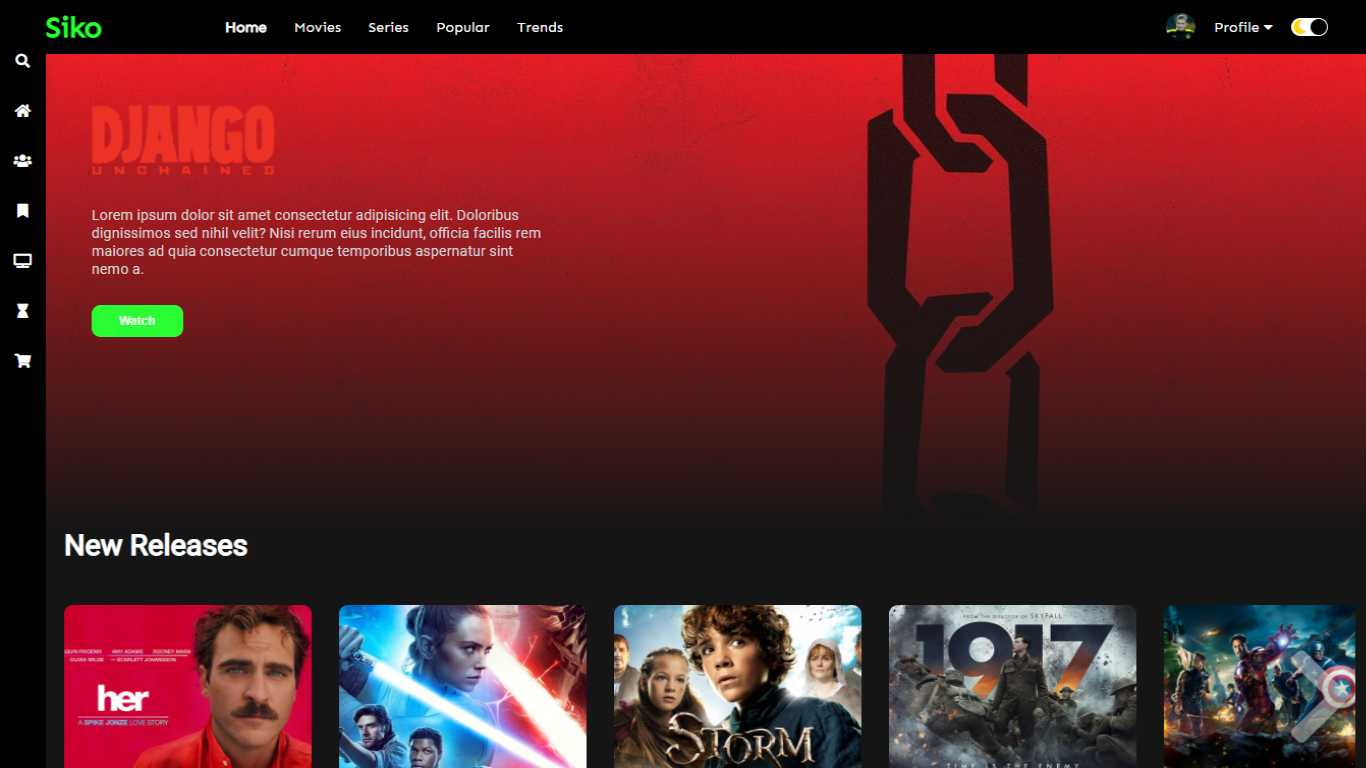 Siko
Home Movies Series Popular Trends
Profile
DJANGO
UNCHAINED
Lorem ipsum dolor sit amet consectetur adipisicing elit. Doloribus
dignissimos sed nihil velit? Nisi rerum eius incidunt, officia facilis rem
maiores ad quia consectetur cumque temporibus aspernatur sint
nemo a.
Watch
New Releases
QUIN PHOENIX AMY ADAMS ROONEY MARA
OLIVIA WILDE — SCARLETT JOHANSSON
her
A SPIKE JONZE LOVE STORY
STORM
FROM THE DIRECTOR OF SKYFALL
1917
TIME IS THE ENEMY